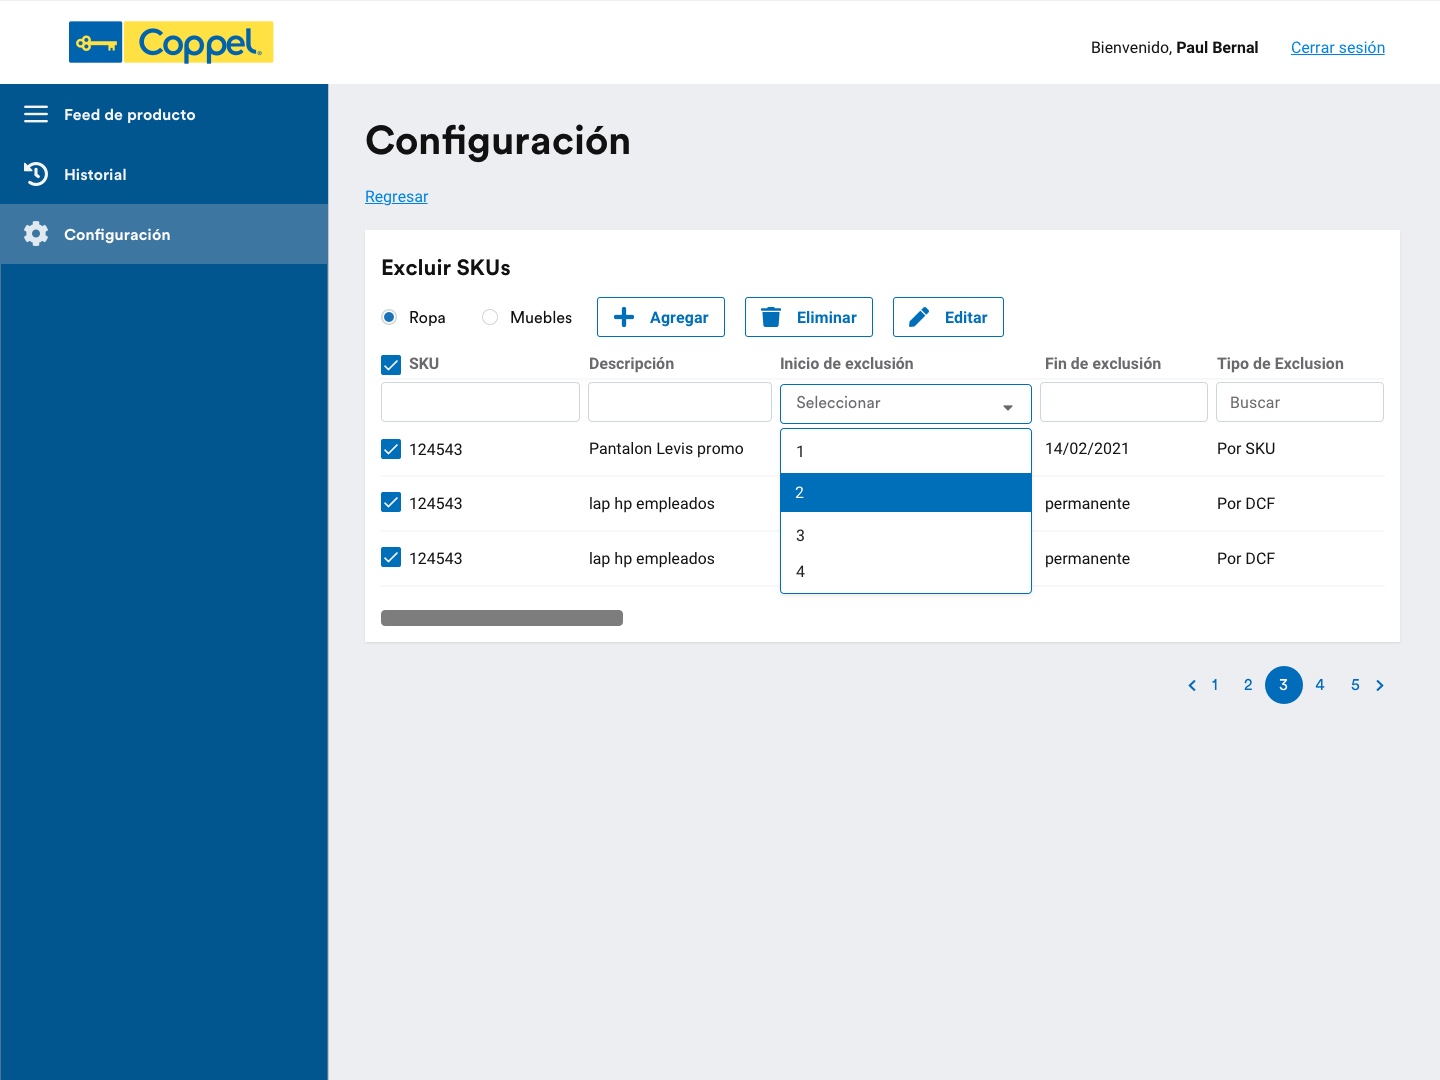 Coppel.
Bienvenido, Paul Bernal
Cerrar sesión
Feed de producto
Historial
Configuración
Configuración
Regresar
Excluir SKUs
Ropa
Muebles
Agregar
Eliminar
Editar
SKU
Descripción
Inicio de exclusión
Fin de exclusión
Tipo de Exclusion
Seleccionar
Buscar
1
2
3
4
124543
Pantalon Levis promo
14/02/2021
Por SKU
124543
lap hp empleados
permanente
Por DCF
124543
lap hp empleados
permanente
Por DCF
1 2 3 4 5